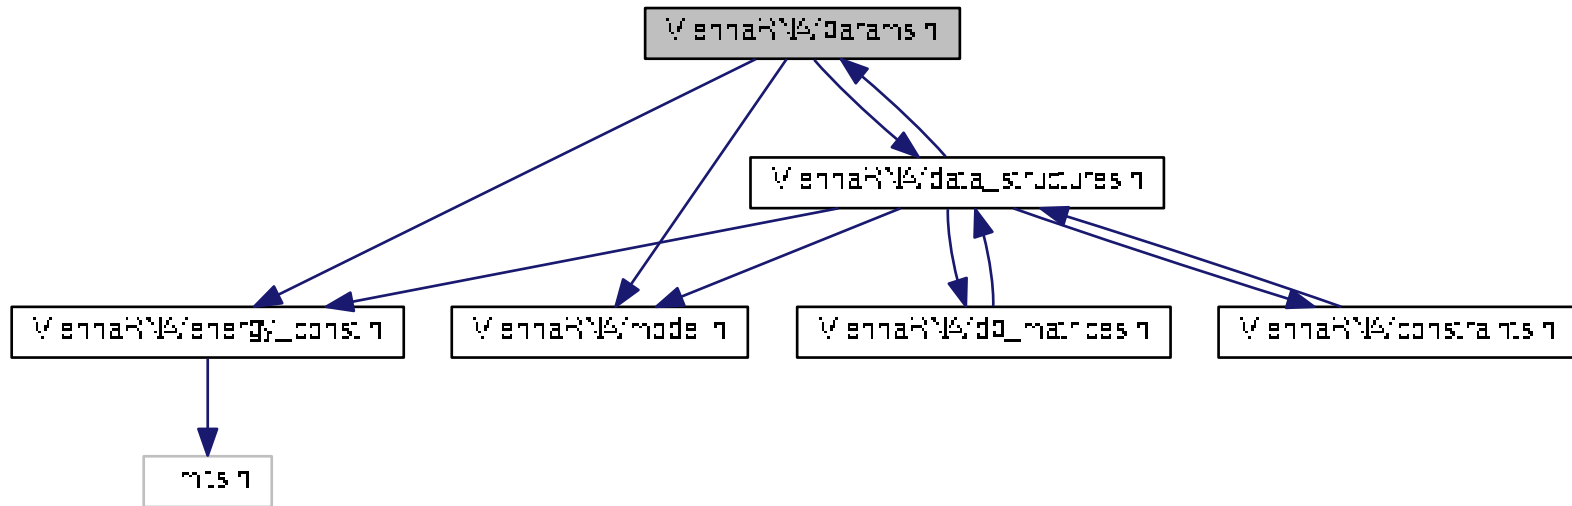 ViennaRNA/params.h
ViennaRNA/data_structures.h
ViennaRNA/energy_const.h
ViennaRNA/model.h
ViennaRNA/dp_matrices.h
ViennaRNA/constraints.h
limits.h